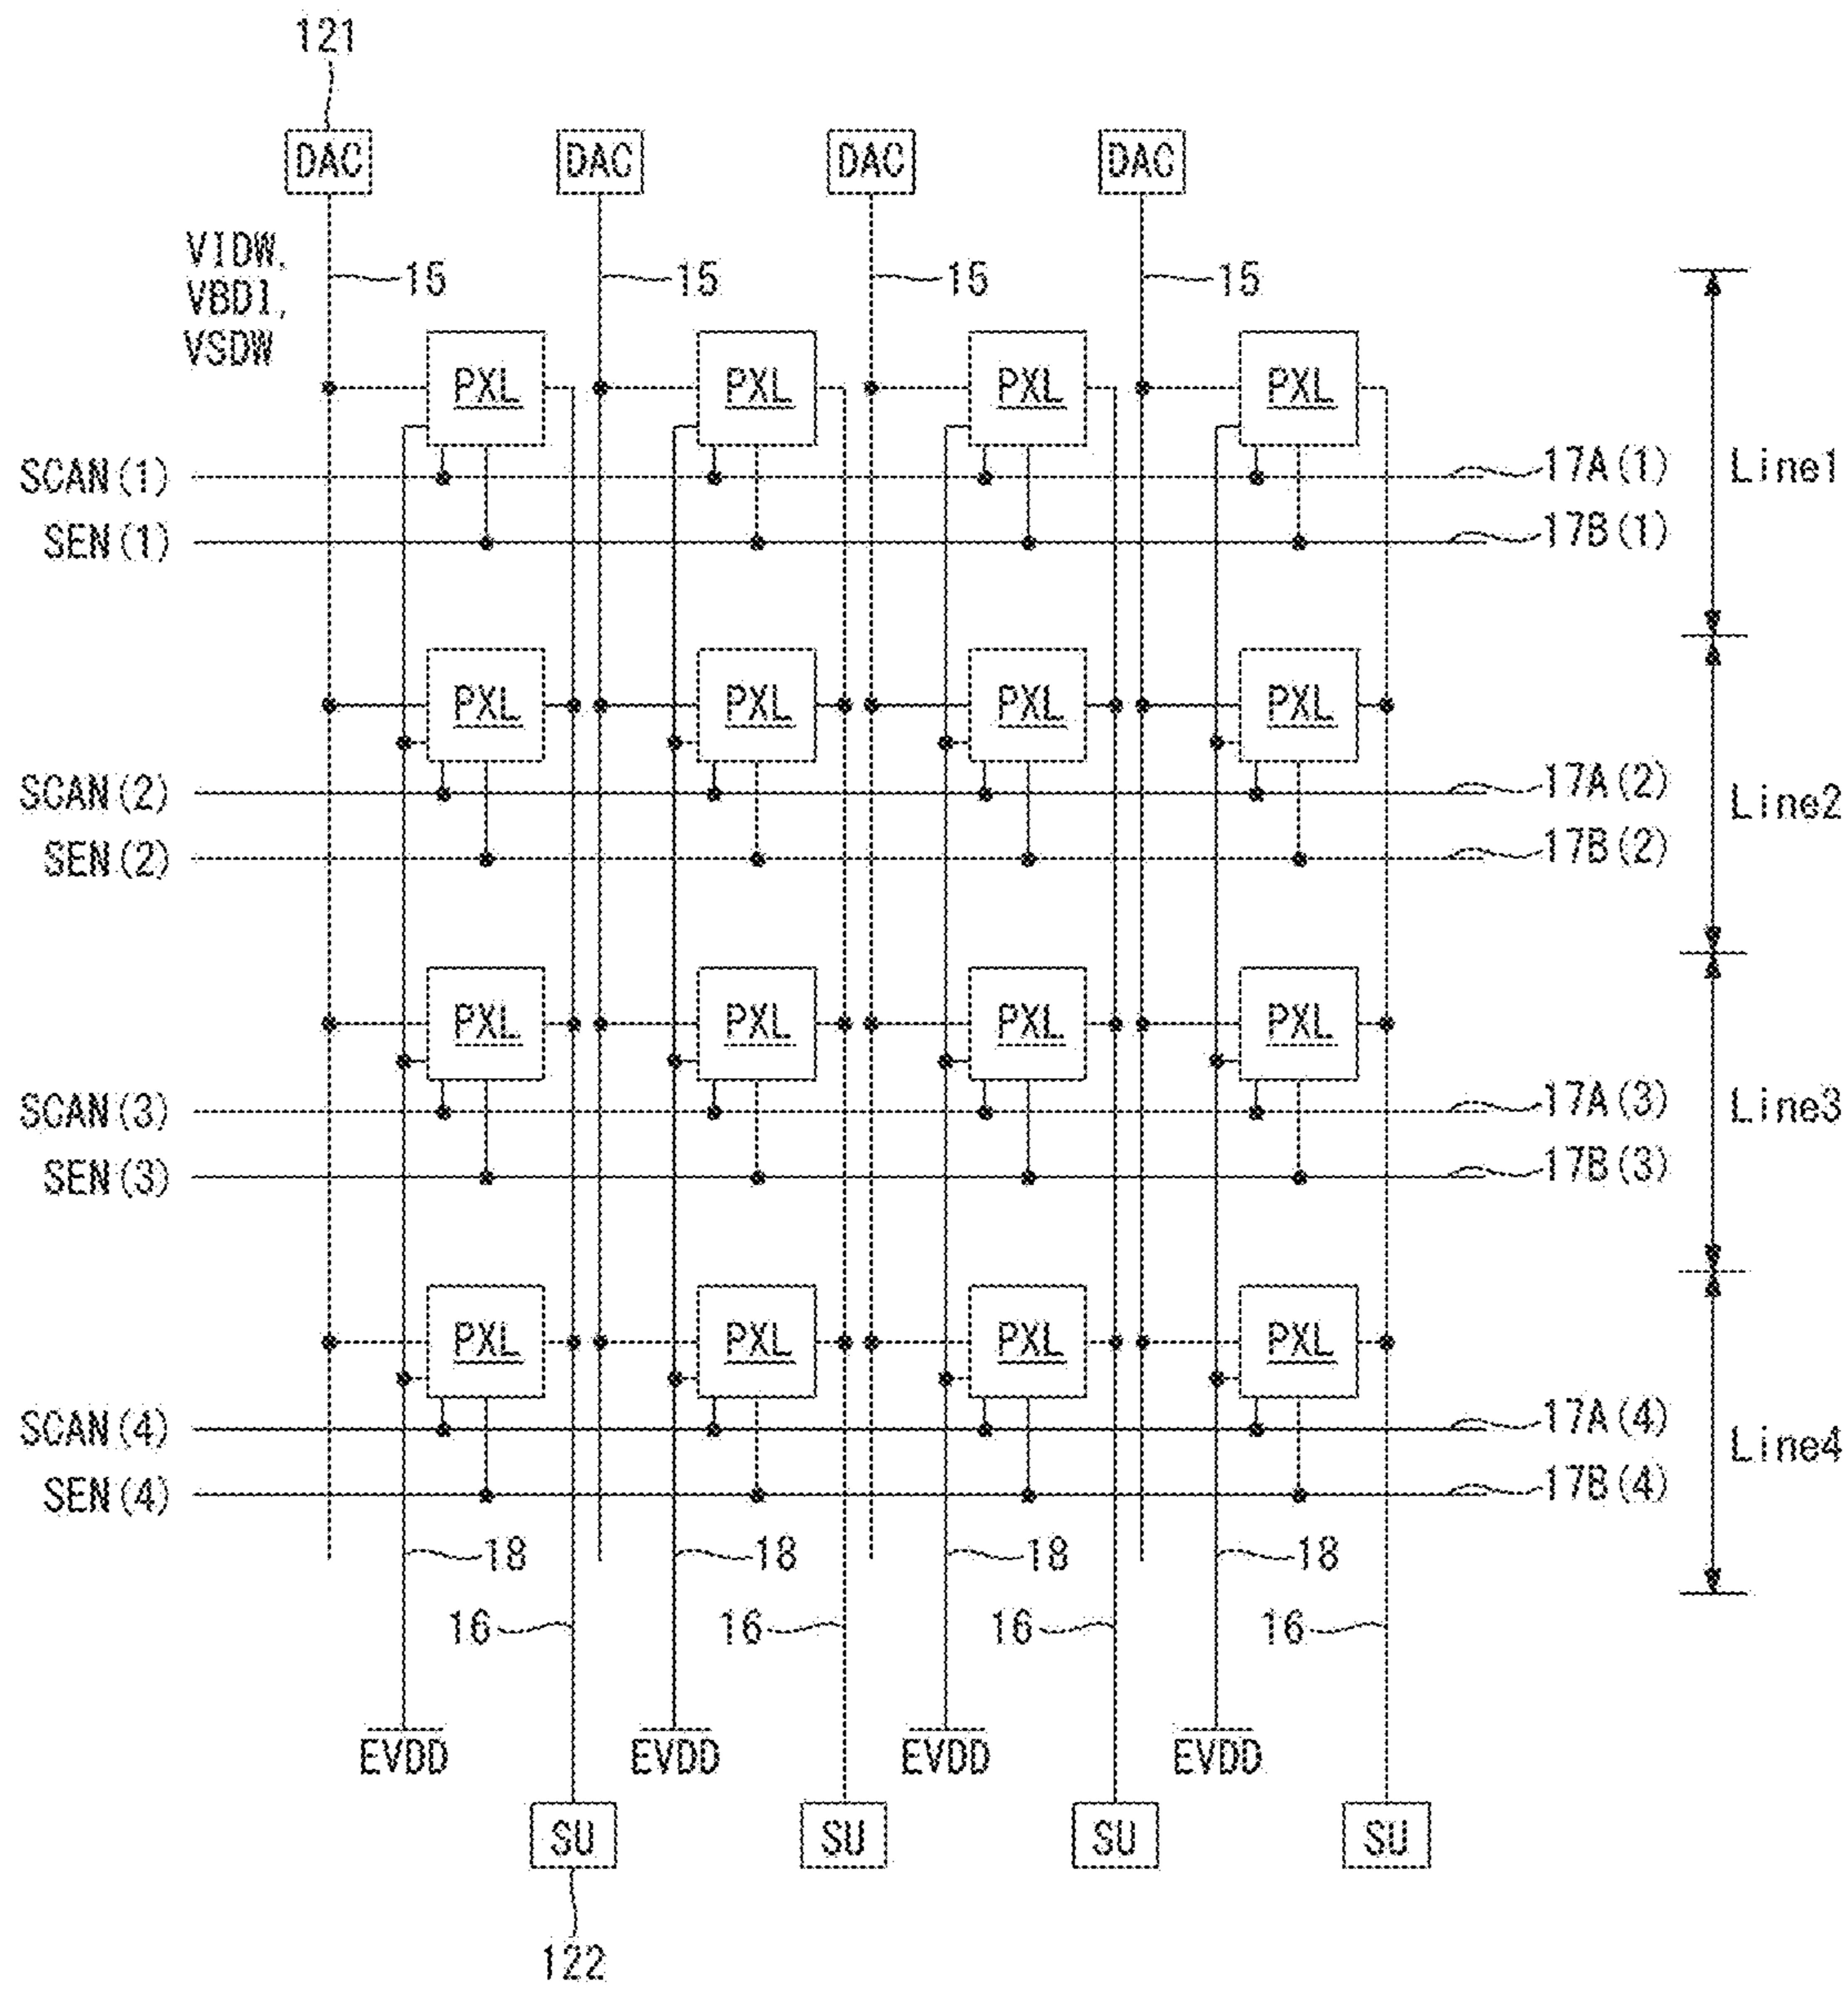 121
DAC DAC DAC DAC
VIDW,
VBDI,
VSDW
15 15 15 15
PXL PXL PXL PXL
SCAN(1) 17A(1) Line1
SEN(1) 17B(1)
PXL PXL PXL PXL
SCAN(2) 17A(2) Line2
SEN(2) 17B(2)
PXL PXL PXL PXL
SCAN(3) 17A(3) Line3
SEN(3) 17B(3)
PXL PXL PXL PXL
SCAN(4) 17A(4) Line4
SEN(4) 17B(4)
18 18 18 18
16 16 16 16
EVDD EVDD EVDD EVDD
SU SU SU SU
122